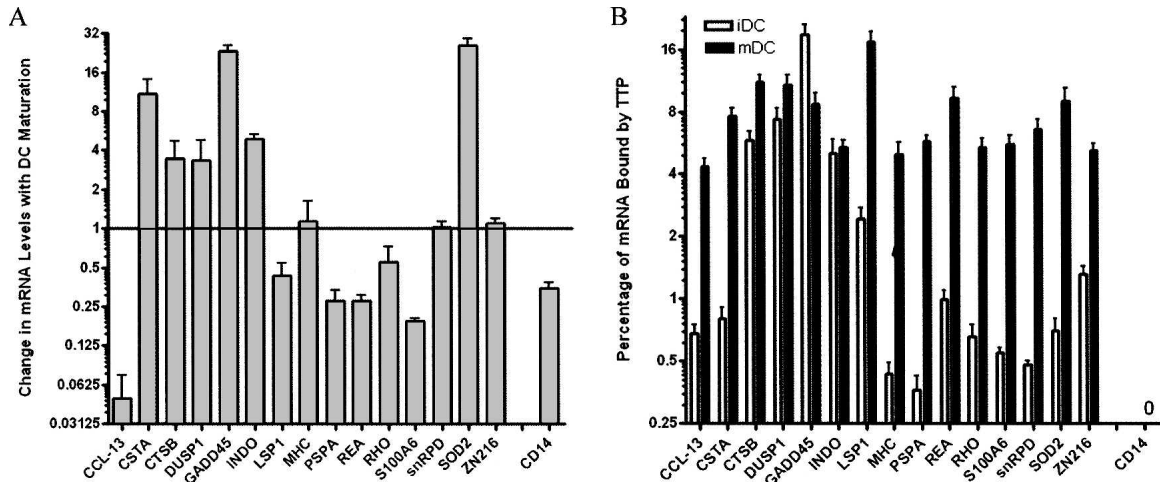 A
Change in mRNA Levels with DC Maturation
32
16
8
4
2
1
0.5
0.25
0.125
0.0625
0.03125
CCL-13
CSTA
CTSB
DUSP1
GADD45
INDO
LSP1
MHC
PSPA
REA
RHO
S100A6
snRPD
SOD2
ZN216
CD14
B
Percentage of mRNA Bound by TTP
iDC
mDC
16
8
4
2
1
0.5
0.25
0
CCL-13
CSTA
CTSB
DUSP1
GADD45
INDO
LSP1
MHC
PSPA
REA
RHO
S100A6
snRPD
SOD2
ZN216
CD14